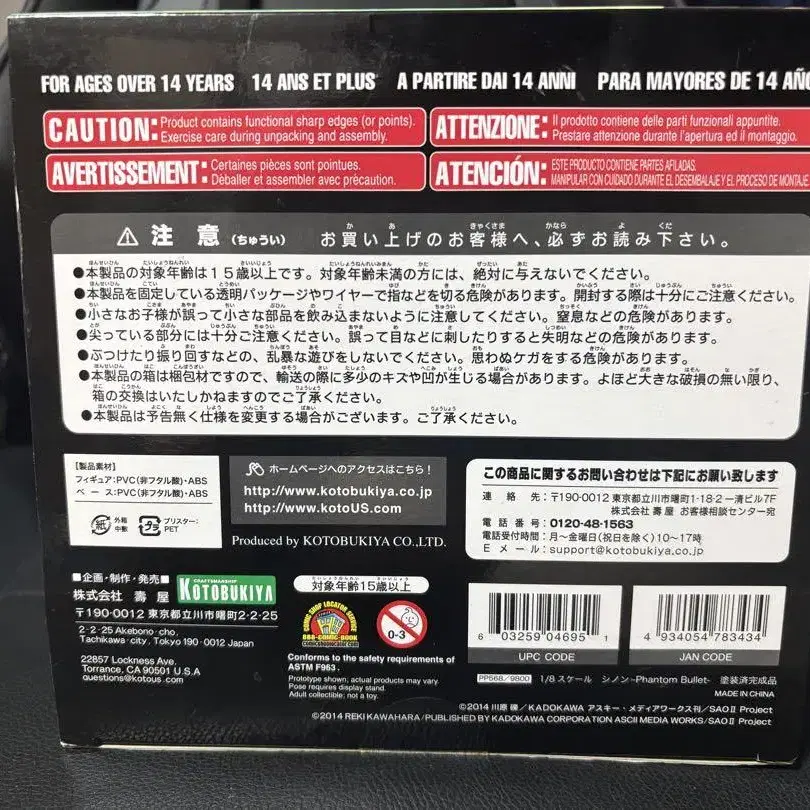 FOR AGES OVER 14 YEARS 14 ANS ET PLUS A PARTIRE DAI 14 ANNI PARA MAYORES DE 14 AÑO
CAUTION: Product contains functional sharp edges (or points).
Exercise care during unpacking and assembly.
ATTENZIONE: Il prodotto contiene delle parti funzionali appuntite.
Prestare attenzione durante l'apertura ed il montaggio.
AVERTISSEMENT: Certaines pièces sont pointues.
Déballer et assembler avec précaution.
ATENCIÓN: ESTE PRODUCTO CONTIENE PARTES AFILADAS.
MANIPULAR CON CUIDADO DURANTE EL DESEMBALAJE Y EL PROCESO DE MONTAJE
⚠注意(ちゅうい) お買い上げのお客様へ、必ずお読み下さい。
●本製品の対象年齢は15歳以上です。対象年齢未満の方には、絶対に与えないでください。
●本製品を固定している透明パッケージやワイヤーで指などを切る危険があります。開封する際は十分にご注意ください。
●小さなお子様が誤って小さな部品を飲み込まないように注意してください。窒息などの危険があります。
●尖っている部分には十分ご注意ください。誤って目などに刺したりすると失明などの危険があります。
●ぶつけたり振り回すなどの、乱暴な遊びをしないでください。思わぬケガをする危険があります。
●本製品の箱は梱包材ですので、輸送の際に多少のキズや凹が生じる場合があります。よほど大きな破損の無い限り、
箱の交換はいたしかねますのでご了承ください。
●本製品は予告無く仕様を変更する場合がございます。ご了承ください。
【製品素材】
フィギュア:PVC(非フタル酸)・ABS
ベース:PVC(非フタル酸)・ABS
紙 外箱
中敷
プラ ブリスター:
PET
ホームページへのアクセスはこちら!
http://www.kotobukiya.co.jp
http://www.kotoUS.com
Produced by KOTOBUKIYA CO.,LTD.
この商品に関するお問い合わせは下記にお願い致します
連絡先:〒190-0012 東京都立川市曙町1-18-2 一清ビル7F
株式会社 壽屋 お客様相談センター宛
電話番号:0120-48-1563
電話受付時間:月~金曜日(祝日を除く)10~17時
Eメール:support@kotobukiya.co.jp
■企画・制作・発売■
株式会社 壽屋
CRAFTSMANSHIP
KOTOBUKIYA
〒190-0012 東京都立川市曙町2-2-25
2-2-25 Akebono-cho,
Tachikawa-city, Tokyo 190-0012 Japan
22857 Lockness Ave.
Torrance, CA 90501 U.S.A
questions@kotous.com
対象年齢15歳以上
COMIC SHOP LOCATOR SERVICE
888-COMIC-BOOK
0-3
Conforms to the safety requirements of
ASTM F963.
Prototype shown, actual products may vary.
Pose requires display stand.
Adult collectible; not a toy.
6 03259 04695 1
UPC CODE
4 934054 783434
JAN CODE
PP568/9800 1/8スケール シノン-Phantom Bullet- 塗装済完成品
MADE IN CHINA
©2014 川原 礫/KADOKAWA アスキー・メディアワークス刊/SAOⅡ Project
©2014 REKI KAWAHARA/PUBLISHED BY KADOKAWA CORPORATION ASCII MEDIA WORKS/SAOⅡ Project